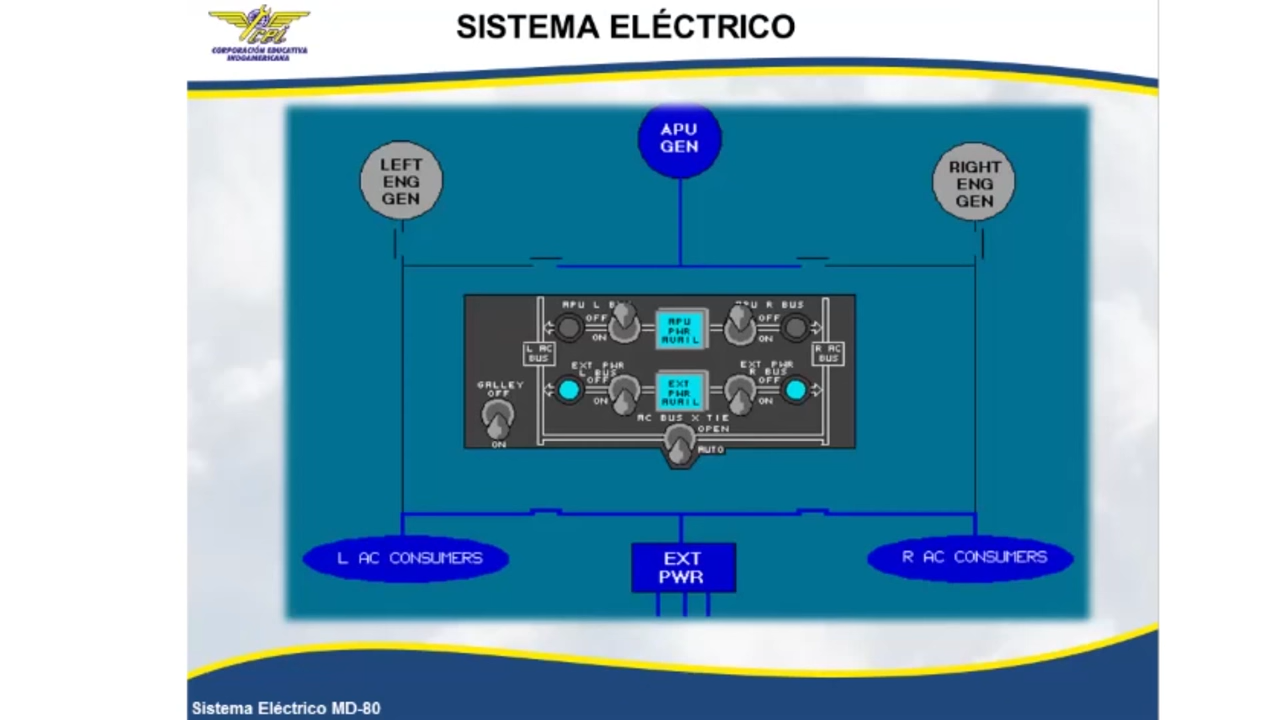 SISTEMA ELÉCTRICO
CPI
CORPORACIÓN EDUCATIVA
INDOAMERICANA
APU
GEN
LEFT
ENG
GEN
RIGHT
ENG
GEN
APU L BUS
APU R BUS
OFF
ON
APU
PWR
AVAIL
OFF
ON
L AC
BUS
R AC
BUS
EXT PWR
L BUS
OFF
ON
EXT
PWR
AVAIL
EXT PWR
R BUS
OFF
ON
GALLEY
OFF
ON
AC BUS X TIE
OPEN
AUTO
L AC CONSUMERS
EXT
PWR
R AC CONSUMERS
Sistema Eléctrico MD-80